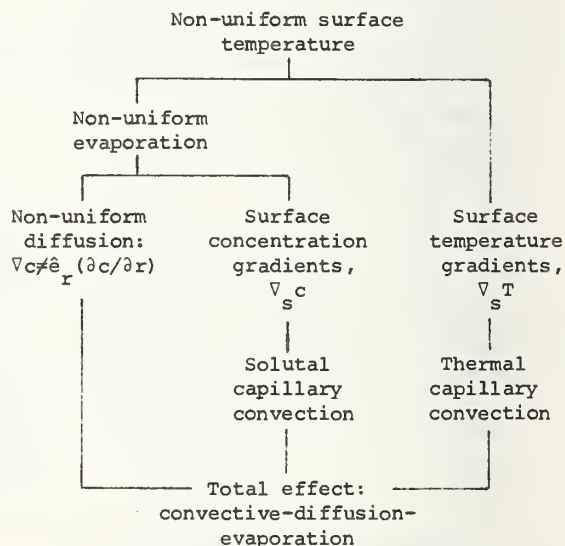 Non-uniform surface
temperature
Non-uniform
evaporation
Non-uniform
diffusion:
∇c≠ê_r(∂c/∂r)
Surface
concentration
gradients,
∇_s c
Surface
temperature
gradients,
∇_s T
Solutal
capillary
convection
Thermal
capillary
convection
Total effect:
convective-diffusion-
evaporation